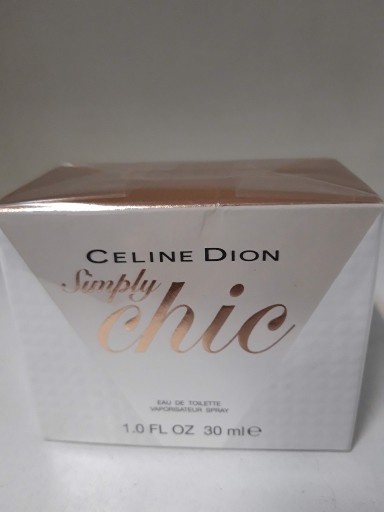 CELINE DION
Simply
chic
EAU DE TOILETTE
VAPORISATEUR SPRAY
1.0 FL OZ 30 ml℮